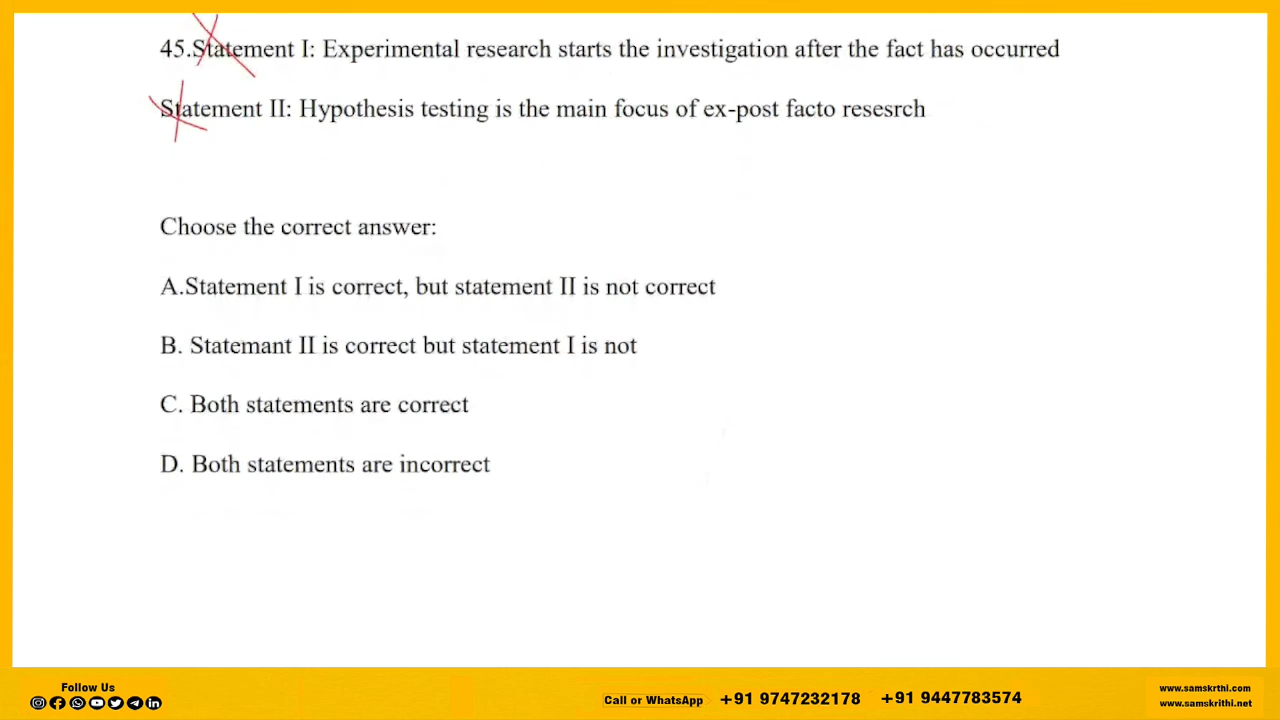 45.Statement I: Experimental research starts the investigation after the fact has occurred
Statement II: Hypothesis testing is the main focus of ex-post facto resesrch
Choose the correct answer:
A.Statement I is correct, but statement II is not correct
B. Statemant II is correct but statement I is not
C. Both statements are correct
D. Both statements are incorrect
Follow Us
Call or WhatsApp +91 9747232178 +91 9447783574
www.samskrthi.com
www.samskrithi.net